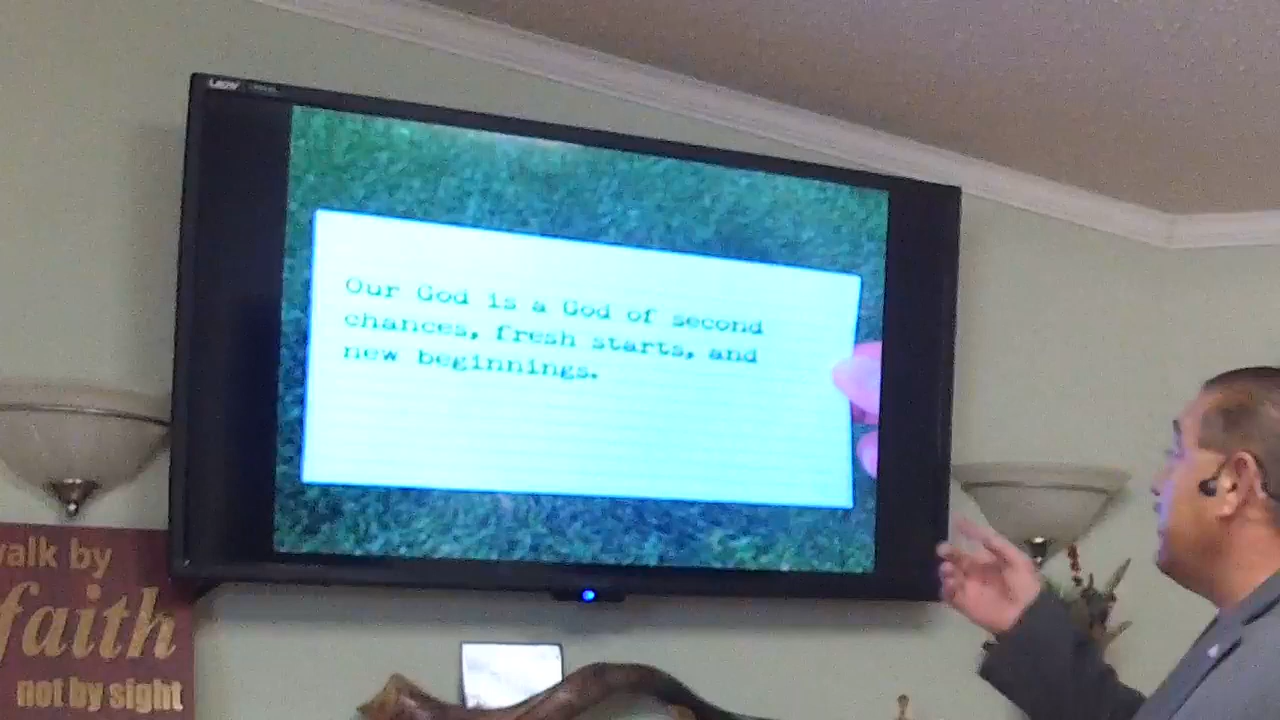 Our God is a God of second
chances, fresh starts, and
new beginnings.
walk by
faith
not by sight